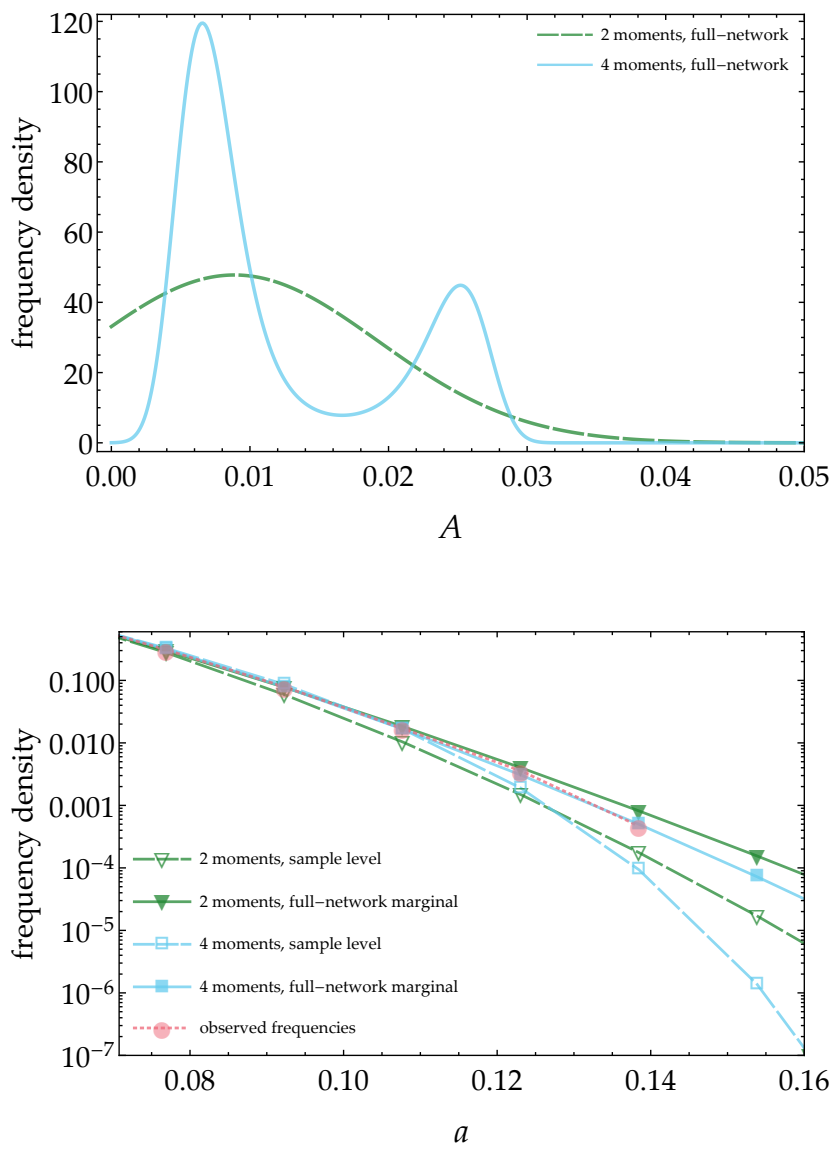 120
100
80
60
40
20
0
frequency density
2 moments, full−network
4 moments, full−network
0.00 0.01 0.02 0.03 0.04 0.05
A
0.100
0.010
0.001
10−4
10−5
10−6
10−7
frequency density
2 moments, sample level
2 moments, full−network marginal
4 moments, sample level
4 moments, full−network marginal
observed frequencies
0.08 0.10 0.12 0.14 0.16
a